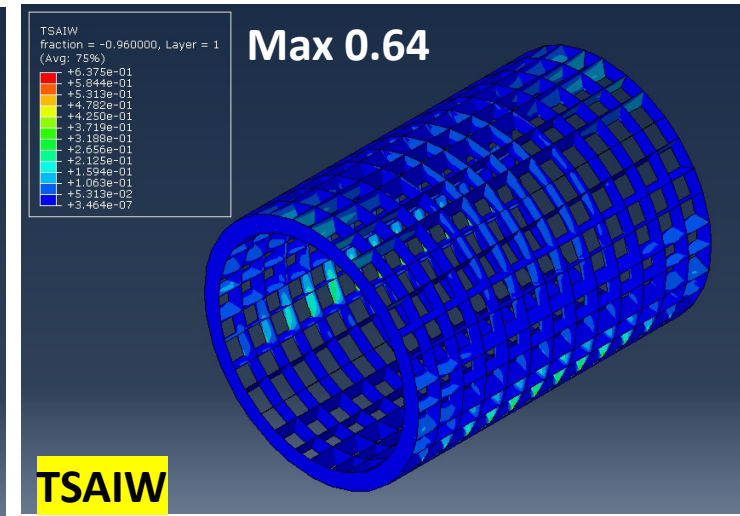 TSAIW
fraction = -0.960000, Layer = 1
(Avg: 75%)
+6.375e-01
+5.844e-01
+5.313e-01
+4.782e-01
+4.250e-01
+3.719e-01
+3.188e-01
+2.656e-01
+2.125e-01
+1.594e-01
+1.063e-01
+5.313e-02
+3.464e-07
Max 0.64
TSAIW